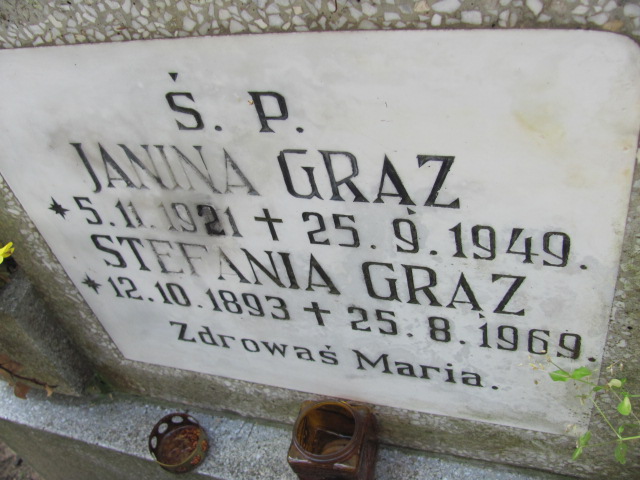 Ś. P.
JANINA GRĄZ
* 5.11.1921 + 25.9.1949.
STEFANIA GRĄZ
* 12.10.1893 + 25.8.1969.
Zdrowaś Maria.